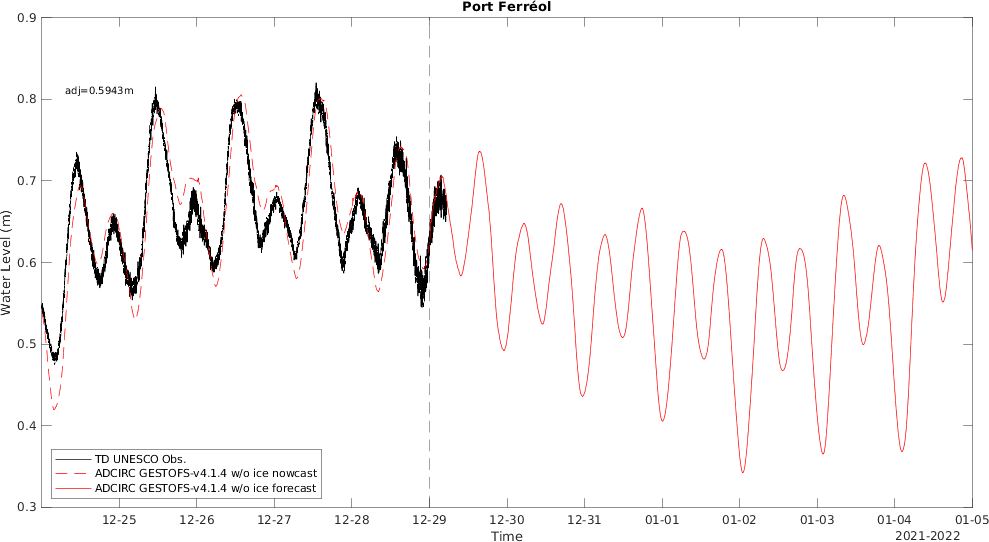 Port Ferréol
0.9
0.8
0.7
0.6
0.5
0.4
0.3
Water Level (m)
adj=0.5943m
TD UNESCO Obs.
ADCIRC GESTOFS-v4.1.4 w/o ice nowcast
ADCIRC GESTOFS-v4.1.4 w/o ice forecast
12-25 12-26 12-27 12-28 12-29 12-30 12-31 01-01 01-02 01-03 01-04 01-05
Time
2021-2022